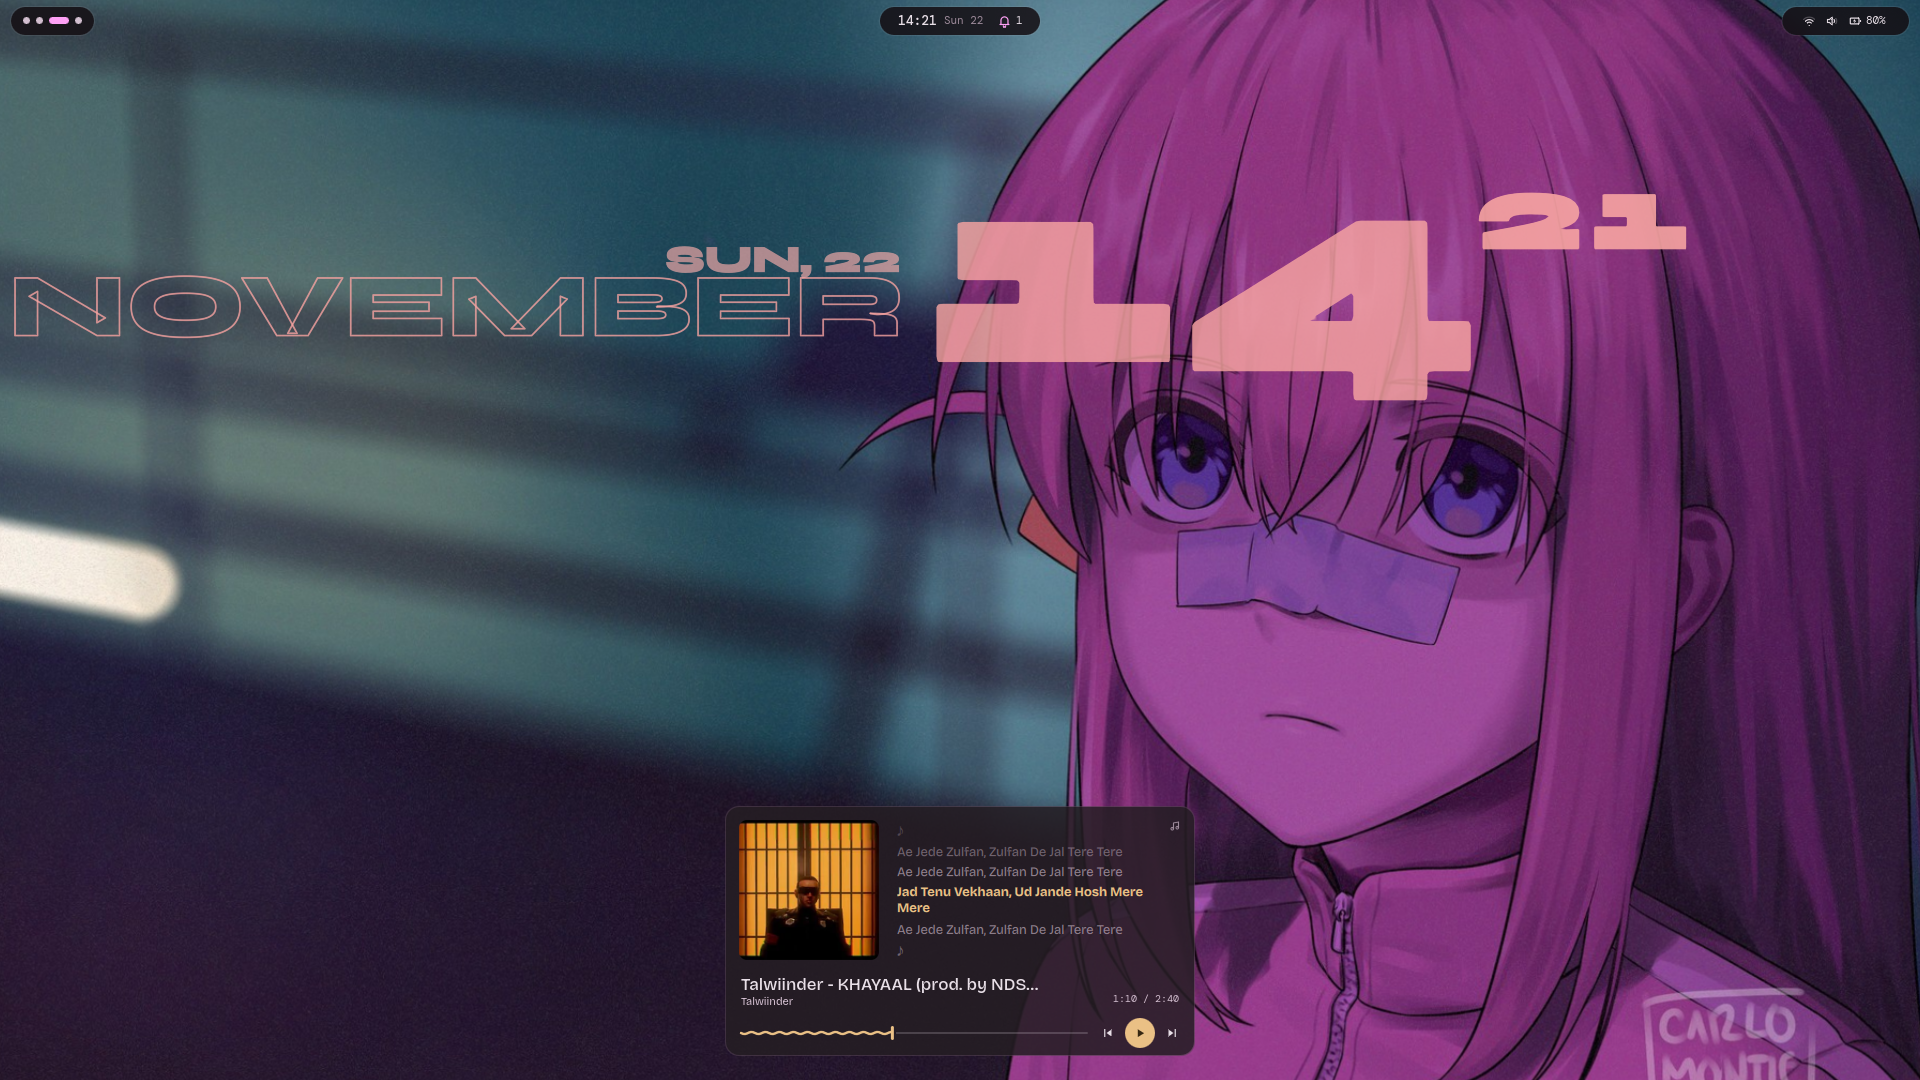 14:21 Sun 22 1
80%
21
SUN, 22
NOVEMBER
14
♪
Ae Jede Zulfan, Zulfan De Jal Tere Tere
Ae Jede Zulfan, Zulfan De Jal Tere Tere
Jad Tenu Vekhaan, Ud Jande Hosh Mere
Mere
Ae Jede Zulfan, Zulfan De Jal Tere Tere
♪
Talwiinder - KHAYAAL (prod. by NDS...
Talwiinder
1:10 / 2:40
CARLO